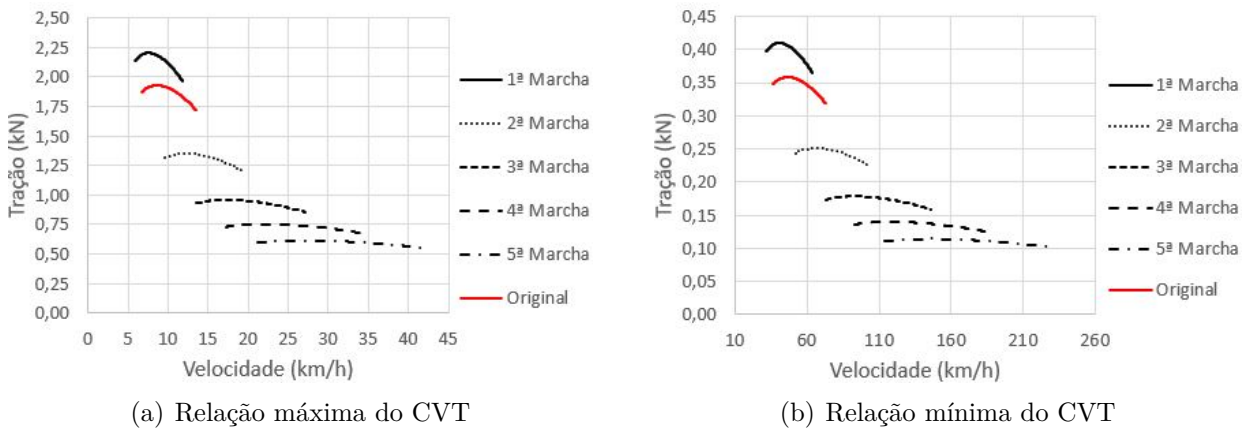 2,50
2,25
2,00
1,75
1,50
1,25
1,00
0,75
0,50
0,25
0,00
Tração (kN)
0 5 10 15 20 25 30 35 40 45
Velocidade (km/h)
1ª Marcha
2ª Marcha
3ª Marcha
4ª Marcha
5ª Marcha
Original
(a) Relação máxima do CVT
0,45
0,40
0,35
0,30
0,25
0,20
0,15
0,10
0,05
0,00
Tração (kN)
10 60 110 160 210 260
Velocidade (km/h)
1ª Marcha
2ª Marcha
3ª Marcha
4ª Marcha
5ª Marcha
Original
(b) Relação mínima do CVT